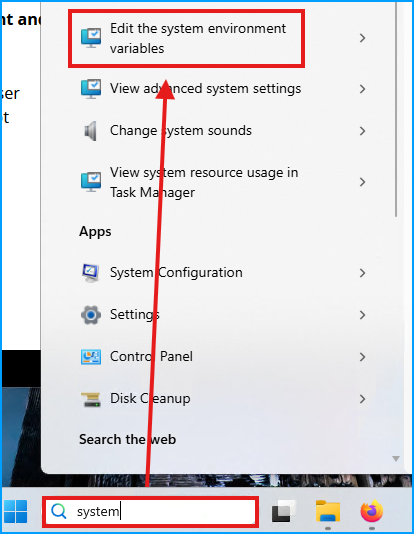 nt and
ser
t
Edit the system environment
variables
View advanced system settings
Change system sounds
View system resource usage in
Task Manager
Apps
System Configuration
Settings
Control Panel
Disk Cleanup
Search the web
system